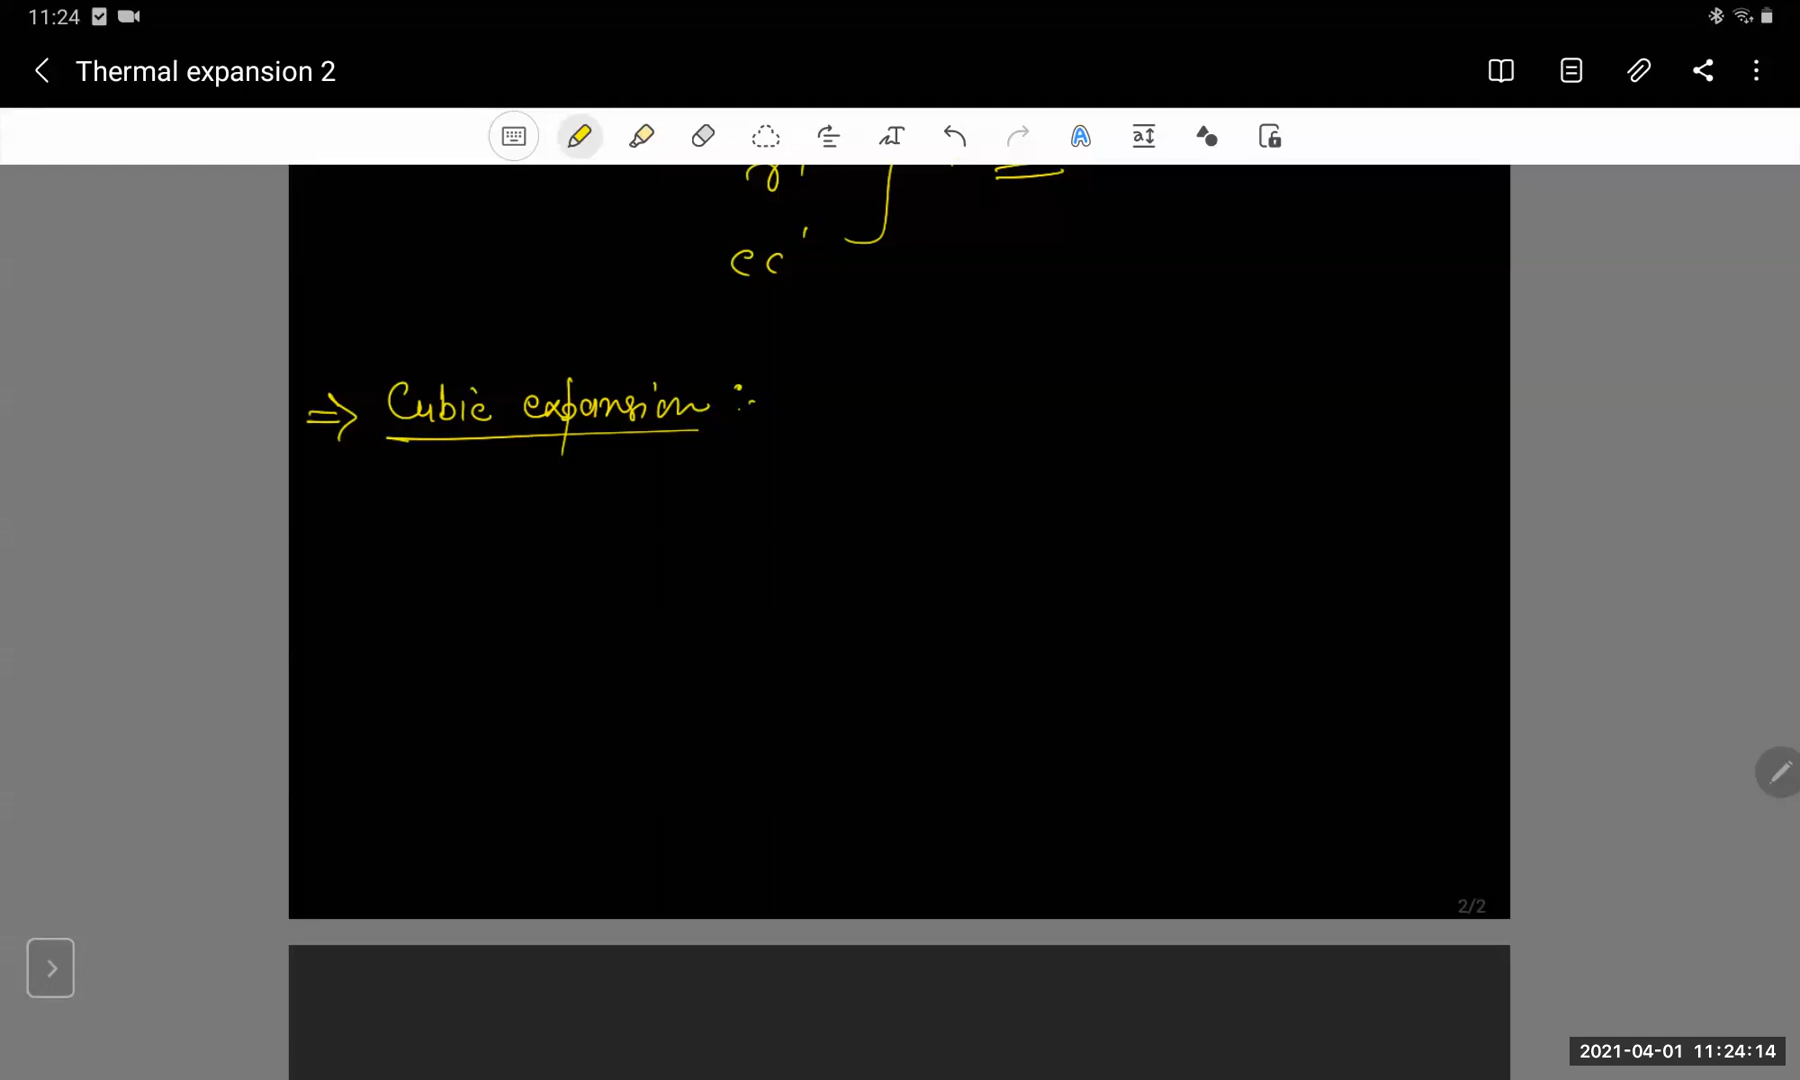 11:24
Thermal expansion 2
⇒ Cubic expansion :-
2/2
2021-04-01 11:24:14